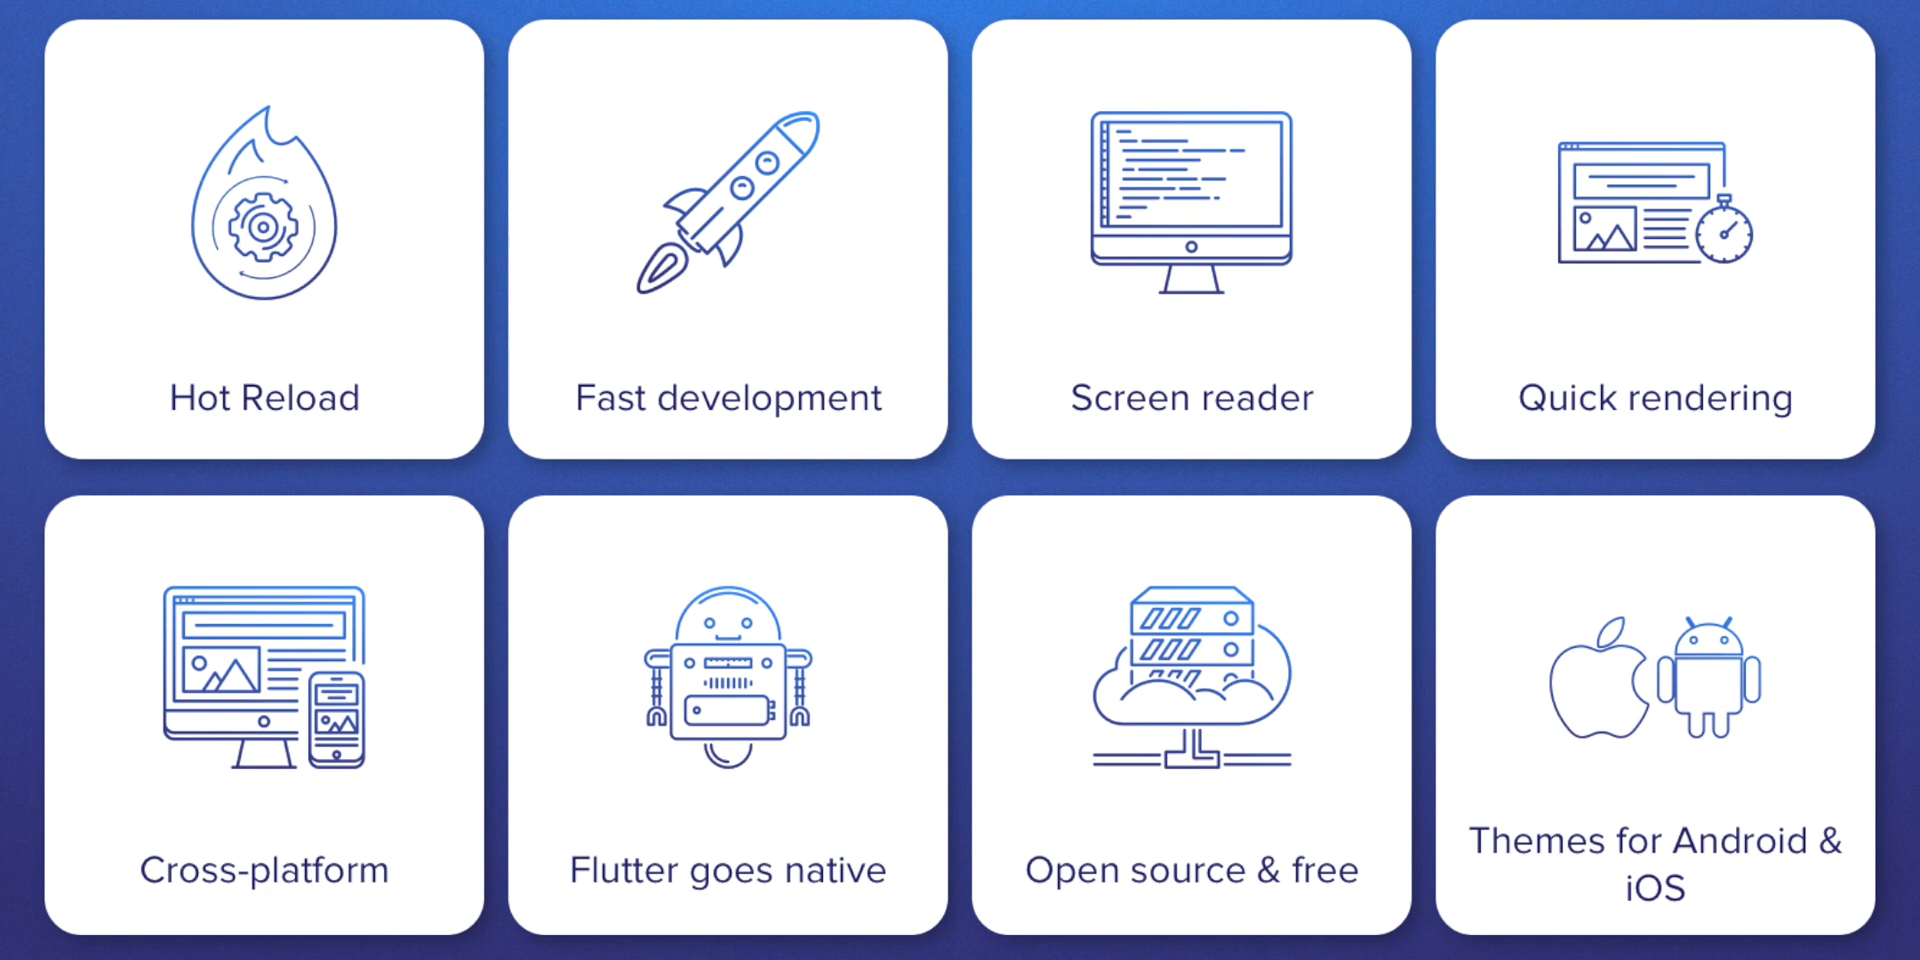 Hot Reload
Fast development
Screen reader
Quick rendering
Cross-platform
Flutter goes native
Open source & free
Themes for Android &
iOS